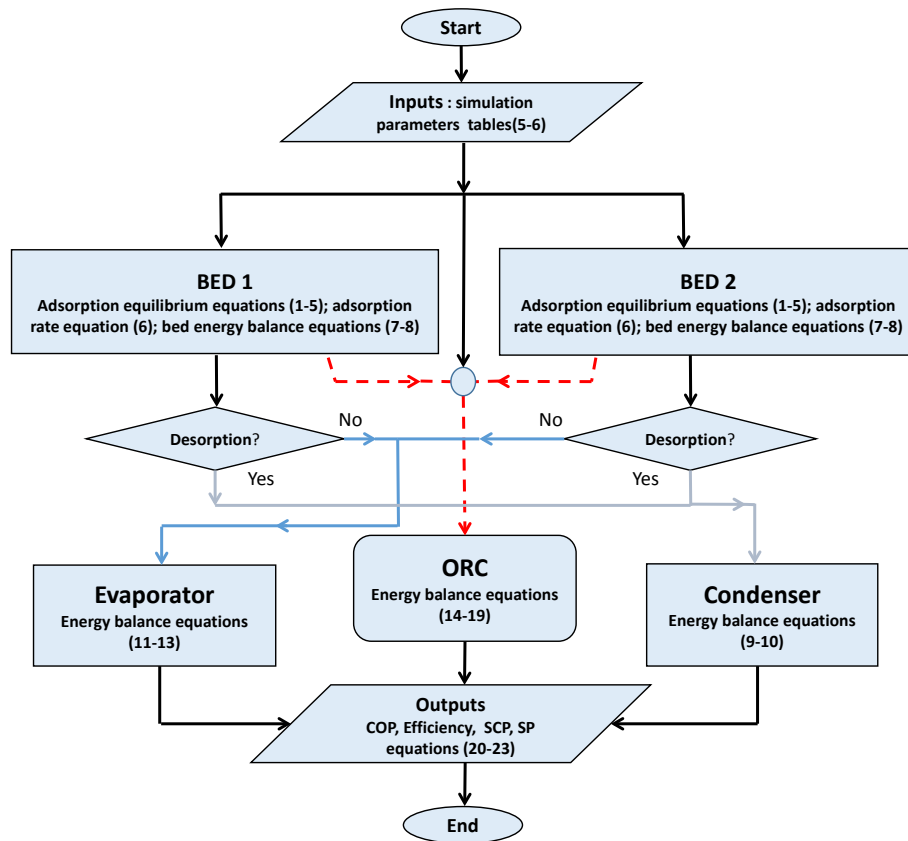 Start
Inputs : simulation
parameters tables(5-6)
BED 1
Adsorption equilibrium equations (1-5); adsorption
rate equation (6); bed energy balance equations (7-8)
BED 2
Adsorption equilibrium equations (1-5); adsorption
rate equation (6); bed energy balance equations (7-8)
Desorption?
No
No
Desorption?
Yes
Yes
Evaporator
Energy balance equations
(11-13)
ORC
Energy balance equations
(14-19)
Condenser
Energy balance equations
(9-10)
Outputs
COP, Efficiency, SCP, SP
equations (20-23)
End